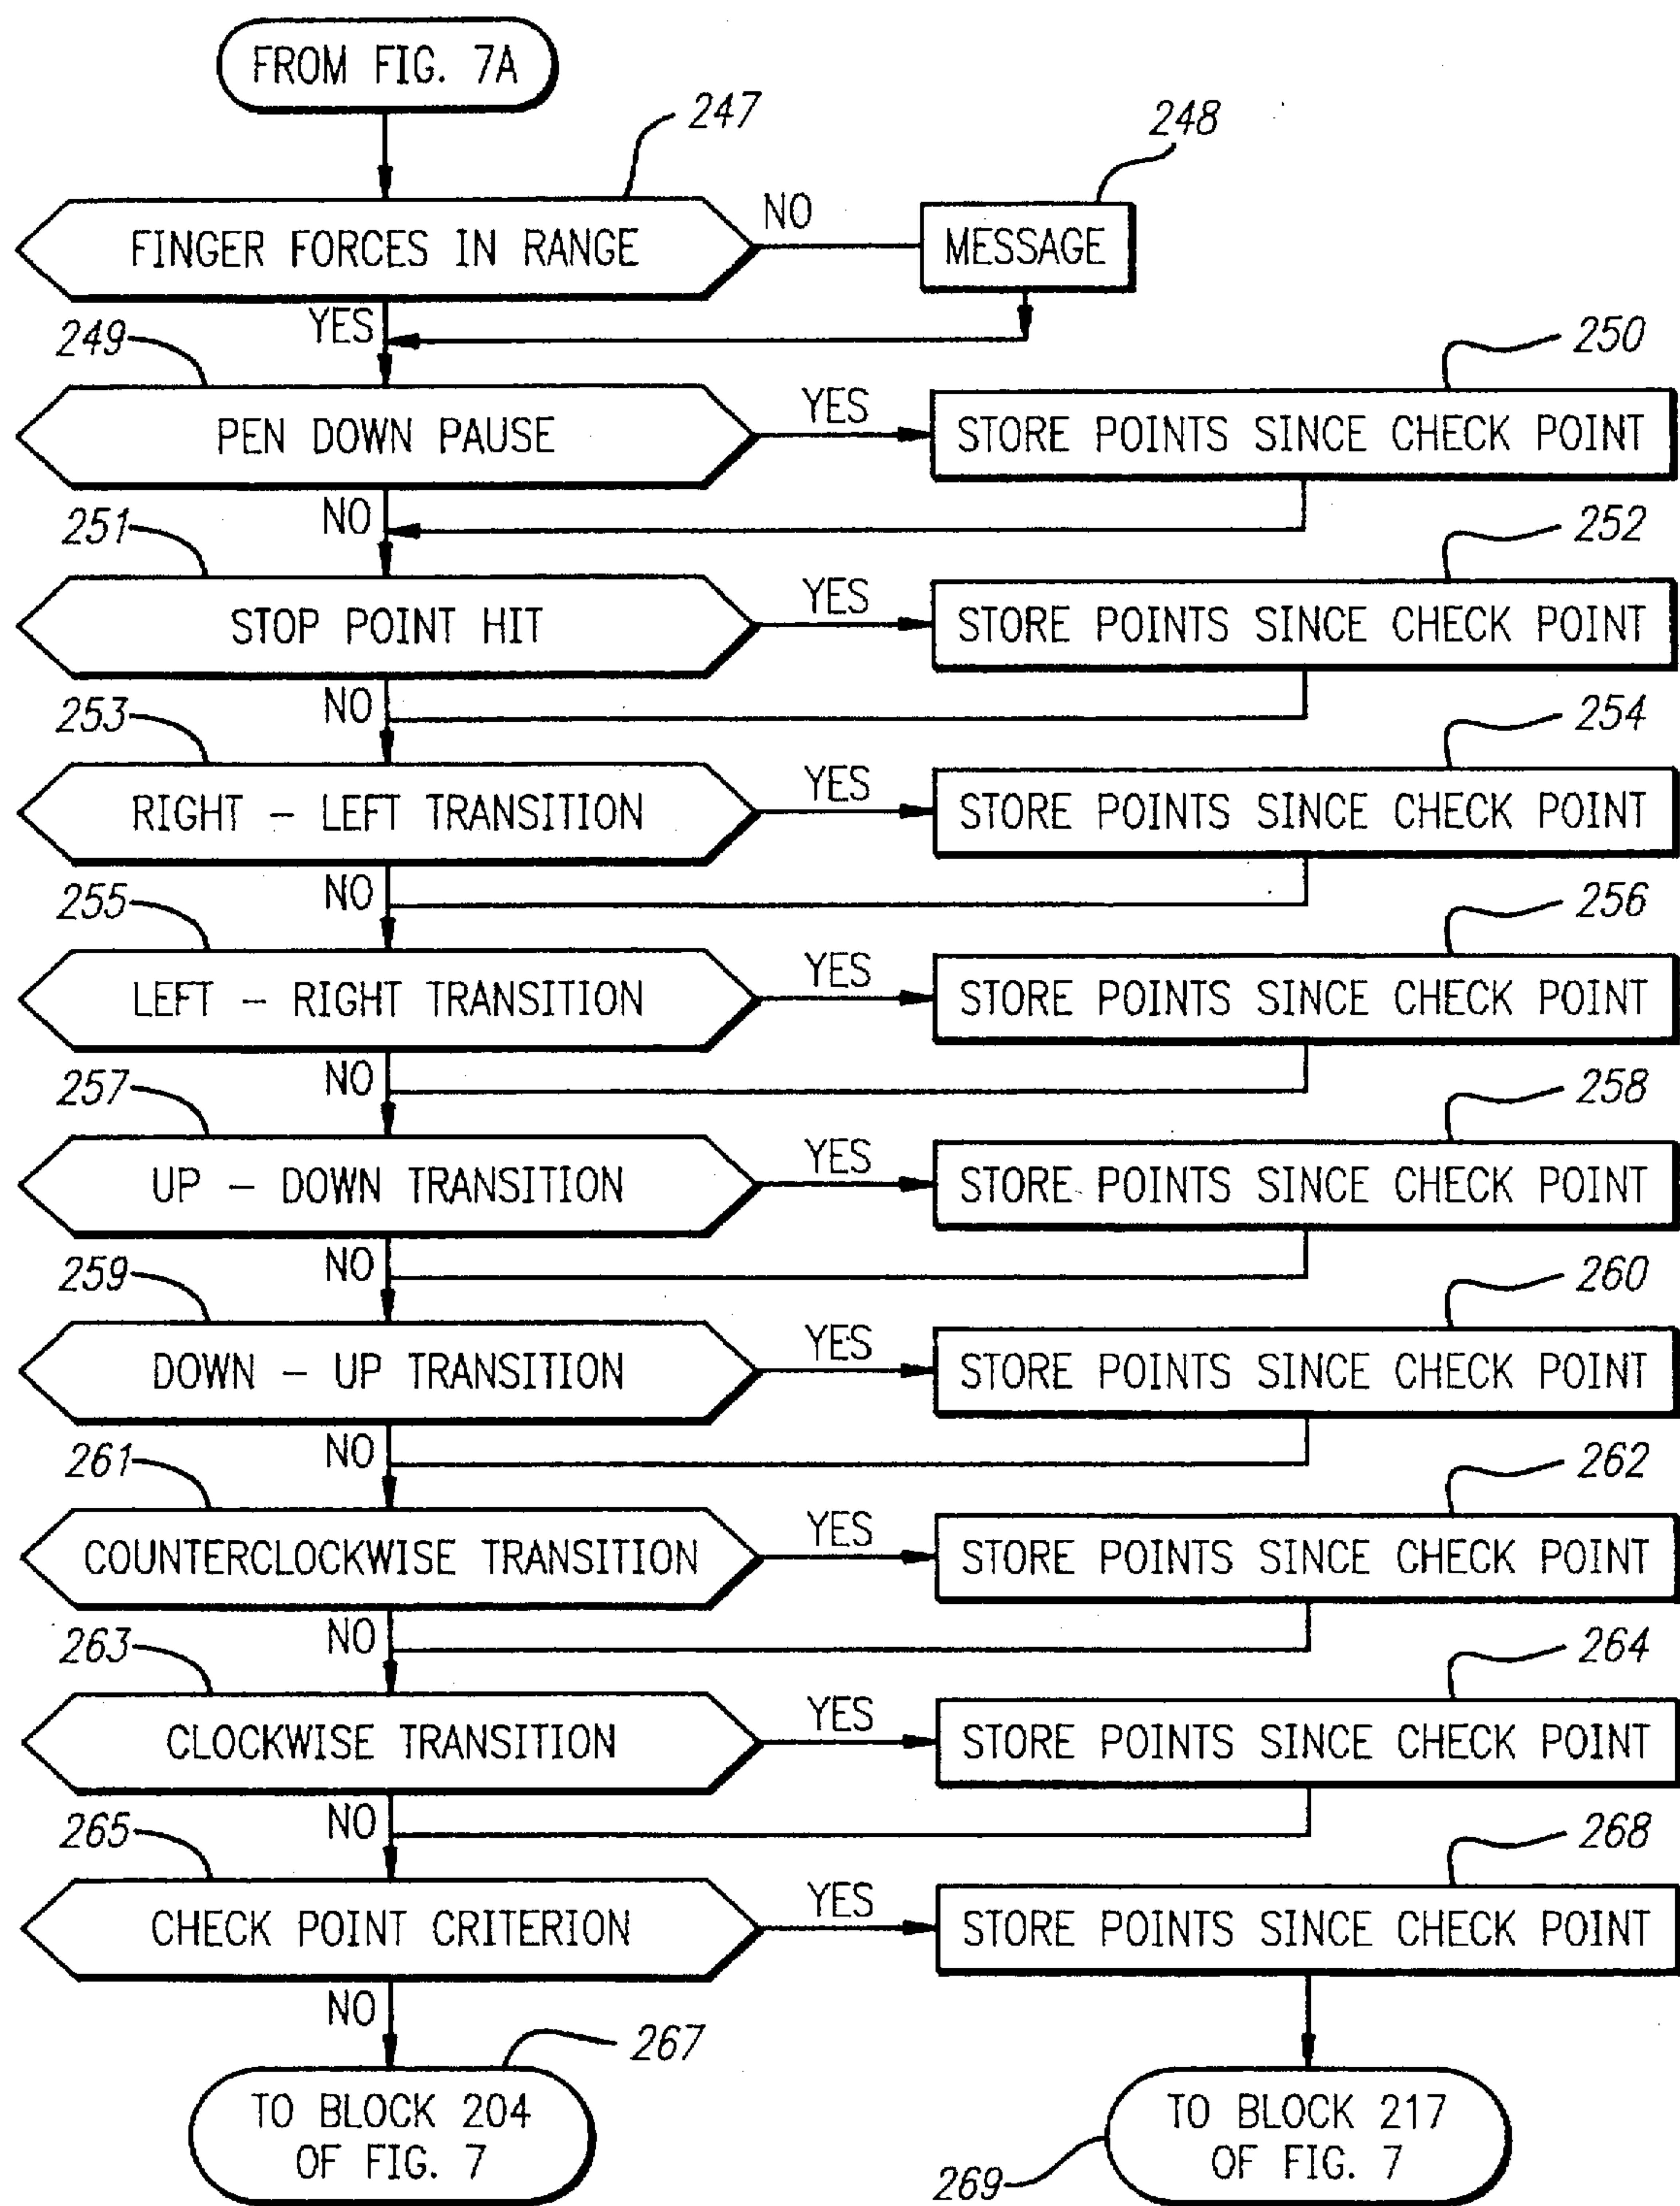 FROM FIG. 7A
247
248
FINGER FORCES IN RANGE
NO
MESSAGE
YES
249
250
PEN DOWN PAUSE
YES
STORE POINTS SINCE CHECK POINT
NO
251
252
STOP POINT HIT
YES
STORE POINTS SINCE CHECK POINT
NO
253
254
RIGHT – LEFT TRANSITION
YES
STORE POINTS SINCE CHECK POINT
NO
255
256
LEFT – RIGHT TRANSITION
YES
STORE POINTS SINCE CHECK POINT
NO
257
258
UP – DOWN TRANSITION
YES
STORE POINTS SINCE CHECK POINT
NO
259
260
DOWN – UP TRANSITION
YES
STORE POINTS SINCE CHECK POINT
NO
261
262
COUNTERCLOCKWISE TRANSITION
YES
STORE POINTS SINCE CHECK POINT
NO
263
264
CLOCKWISE TRANSITION
YES
STORE POINTS SINCE CHECK POINT
NO
265
268
CHECK POINT CRITERION
YES
STORE POINTS SINCE CHECK POINT
NO
267
TO BLOCK 204
OF FIG. 7
TO BLOCK 217
OF FIG. 7
269